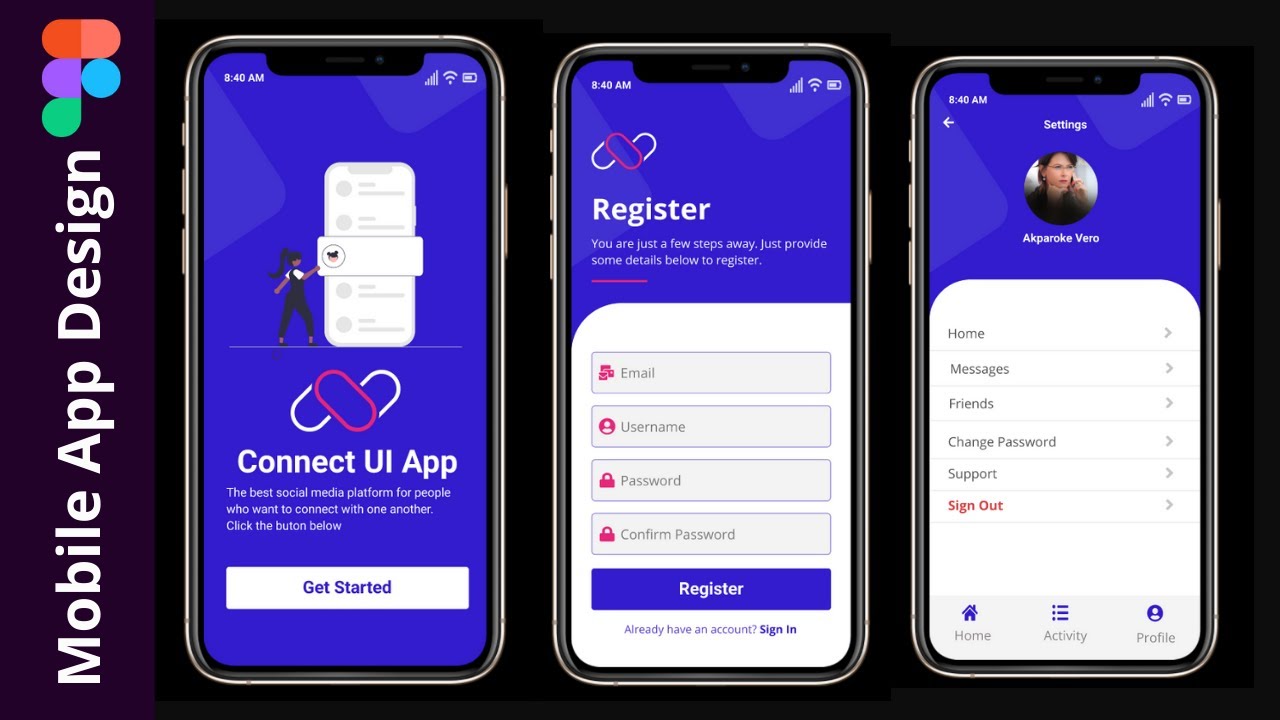 Mobile App Design
8:40 AM
Connect UI App
The best social media platform for people
who want to connect with one another.
Click the buton below
Get Started
8:40 AM
Register
You are just a few steps away. Just provide
some details below to register.
Email
Username
Password
Confirm Password
Register
Already have an account? Sign In
8:40 AM
Settings
Akparoke Vero
Home
Messages
Friends
Change Password
Support
Sign Out
Home
Activity
Profile